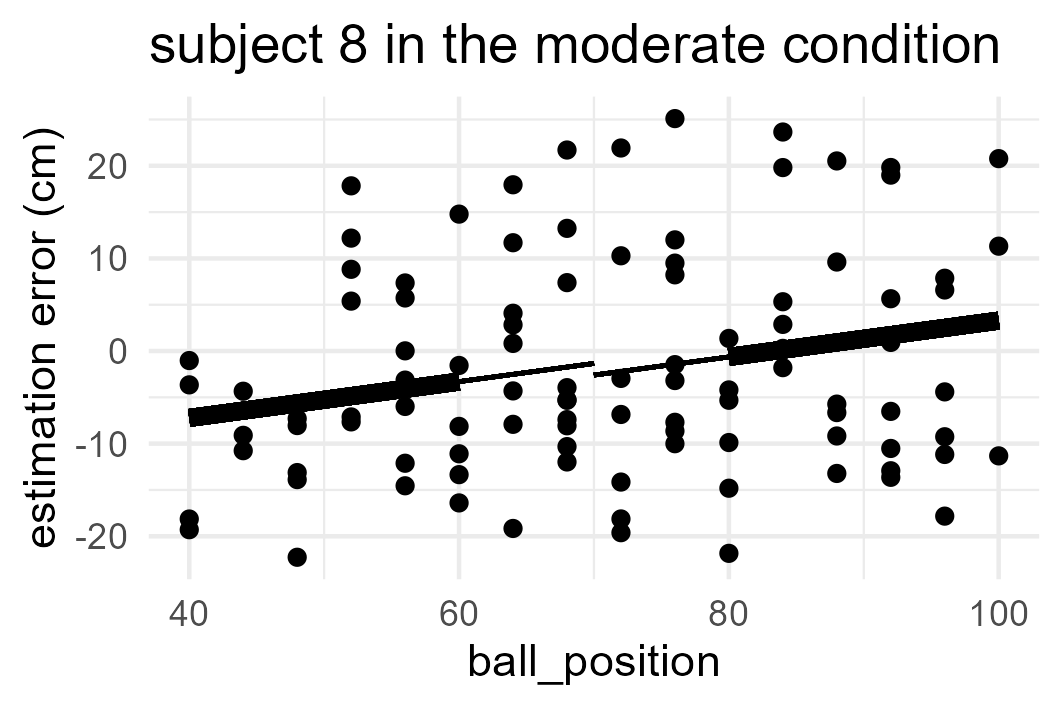 subject 8 in the moderate condition
estimation error (cm)
20
10
0
-10
-20
40 60 80 100
ball_position